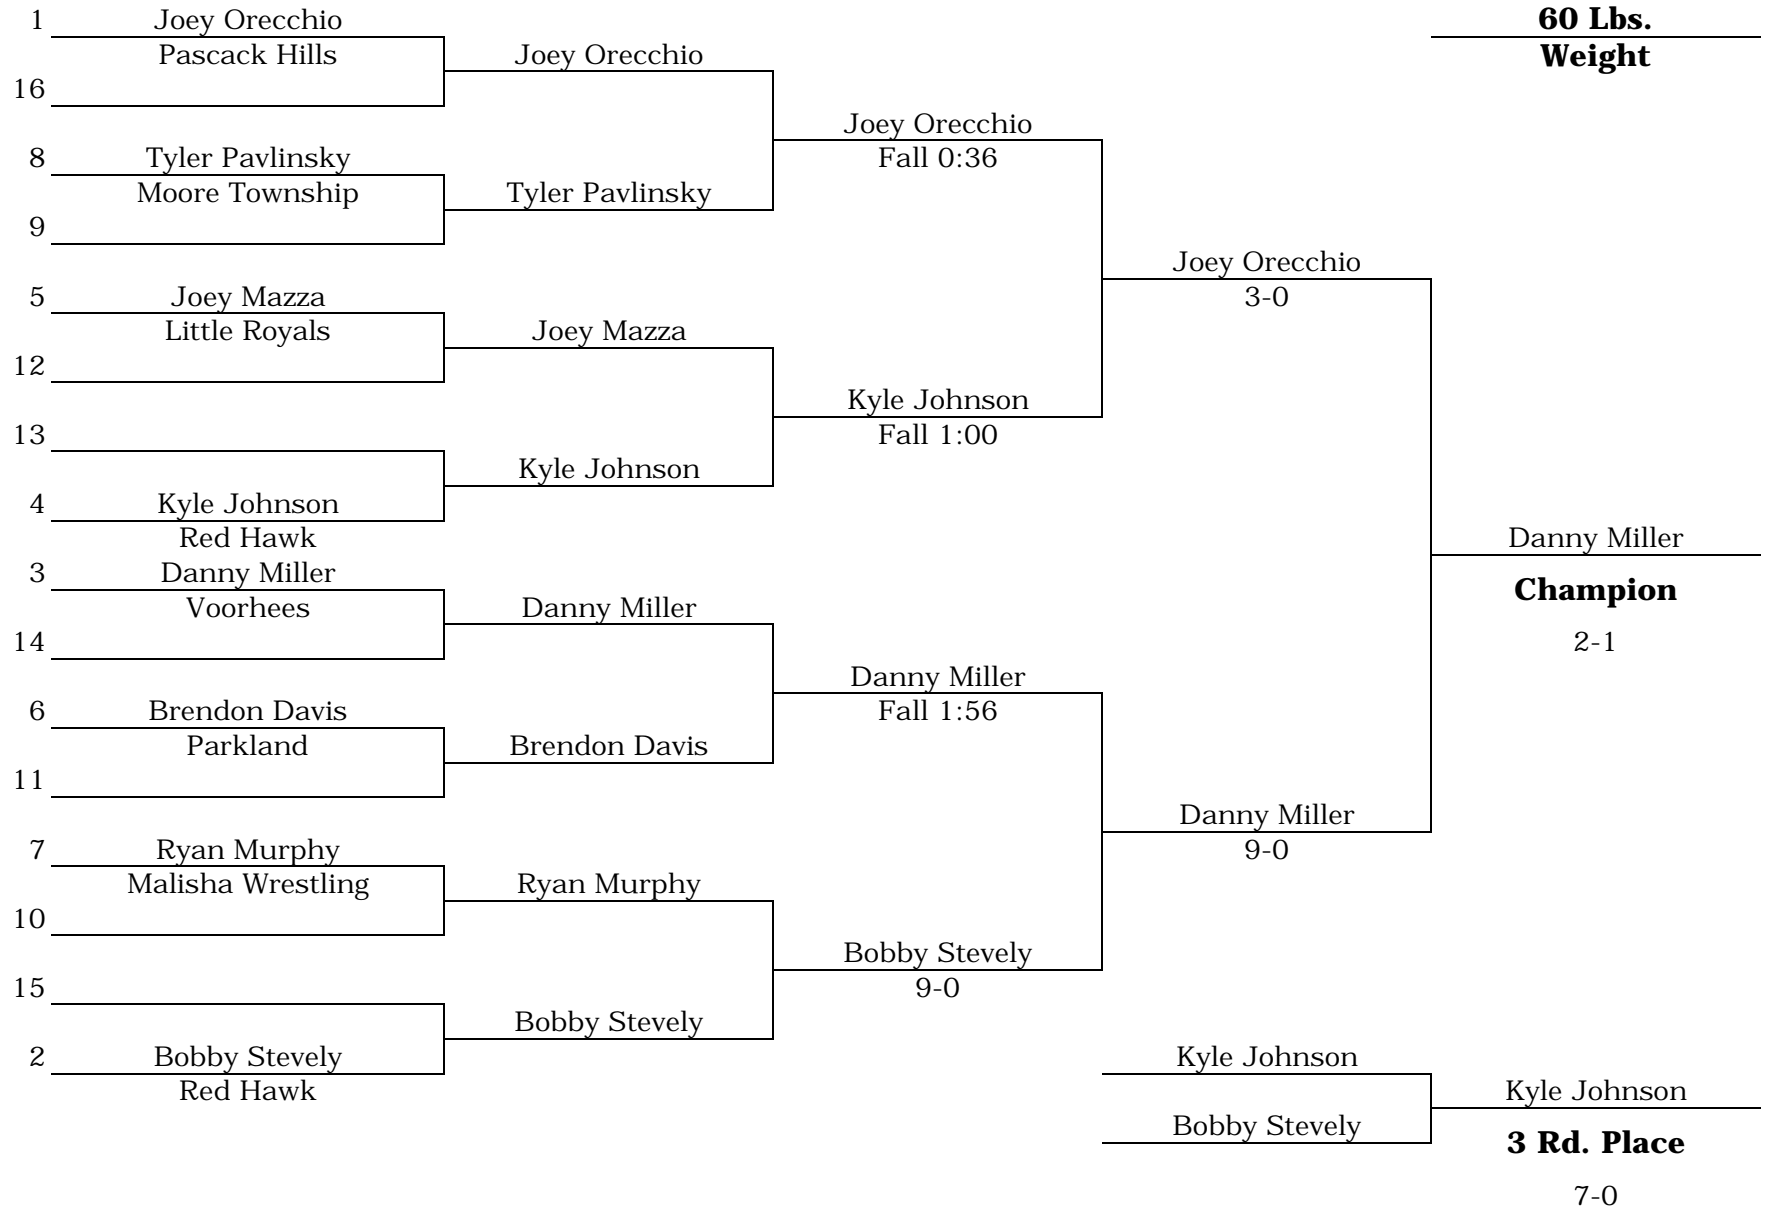 1 Joey Orecchio
Pascack Hills
16
8 Tyler Pavlinsky
Moore Township
9
5 Joey Mazza
Little Royals
12
13
4 Kyle Johnson
Red Hawk
3 Danny Miller
Voorhees
14
6 Brendon Davis
Parkland
11
7 Ryan Murphy
Malisha Wrestling
10
15
2 Bobby Stevely
Red Hawk
Joey Orecchio
Tyler Pavlinsky
Joey Mazza
Kyle Johnson
Danny Miller
Brendon Davis
Ryan Murphy
Bobby Stevely
Joey Orecchio
Fall 0:36
Kyle Johnson
Fall 1:00
Danny Miller
Fall 1:56
Bobby Stevely
9-0
Joey Orecchio
3-0
Danny Miller
9-0
Kyle Johnson
Bobby Stevely
60 Lbs.
Weight
Danny Miller
Champion
2-1
Kyle Johnson
3 Rd. Place
7-0